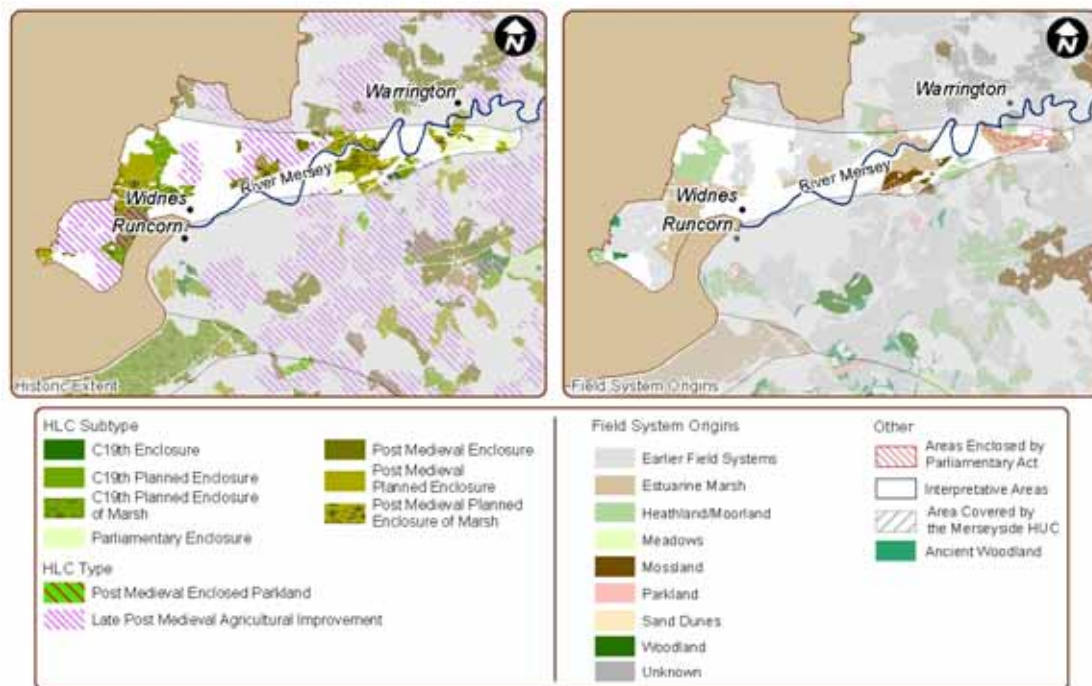 N
Warrington
River Mersey
Widnes
Runcorn
Historic Extent
N
Warrington
River Mersey
Widnes
Runcorn
Field System Origins
HLC Subtype
C19th Enclosure
C19th Planned Enclosure
C19th Planned Enclosure
of Marsh
Parliamentary Enclosure
Post Medieval Enclosure
Post Medieval
Planned Enclosure
Post Medieval Planned
Enclosure of Marsh
HLC Type
Post Medieval Enclosed Parkland
Late Post Medieval Agricultural Improvement
Field System Origins
Earlier Field Systems
Estuarine Marsh
Heathland/Moorland
Meadows
Mossland
Parkland
Sand Dunes
Woodland
Unknown
Other
Areas Enclosed by
Parliamentary Act
Interpretative Areas
Area Covered by
the Merseyside HUC
Ancient Woodland